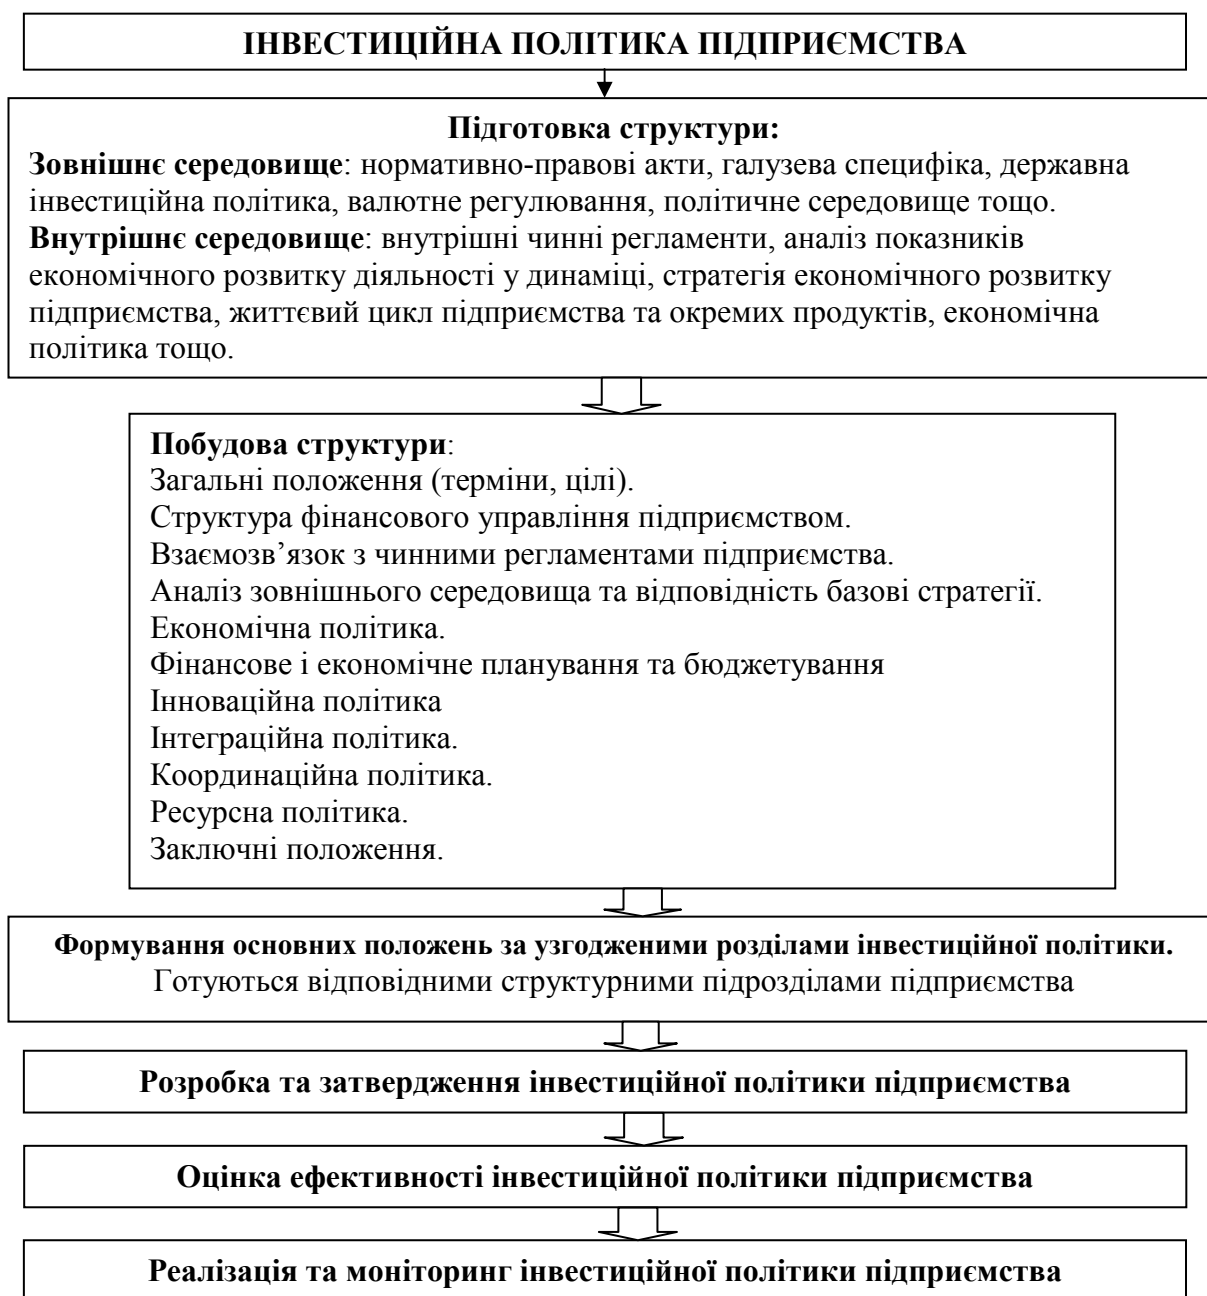 ІНВЕСТИЦІЙНА ПОЛІТИКА ПІДПРИЄМСТВА
Підготовка структури:
Зовнішнє середовище: нормативно-правові акти, галузева специфіка, державна
інвестиційна політика, валютне регулювання, політичне середовище тощо.
Внутрішнє середовище: внутрішні чинні регламенти, аналіз показників
економічного розвитку діяльності у динаміці, стратегія економічного розвитку
підприємства, життєвий цикл підприємства та окремих продуктів, економічна
політика тощо.
Побудова структури:
Загальні положення (терміни, цілі).
Структура фінансового управління підприємством.
Взаємозв’язок з чинними регламентами підприємства.
Аналіз зовнішнього середовища та відповідність базові стратегії.
Економічна політика.
Фінансове і економічне планування та бюджетування
Інноваційна політика
Інтеграційна політика.
Координаційна політика.
Ресурсна політика.
Заключні положення.
Формування основних положень за узгодженими розділами інвестиційної політики.
Готуються відповідними структурними підрозділами підприємства
Розробка та затвердження інвестиційної політики підприємства
Оцінка ефективності інвестиційної політики підприємства
Реалізація та моніторинг інвестиційної політики підприємства